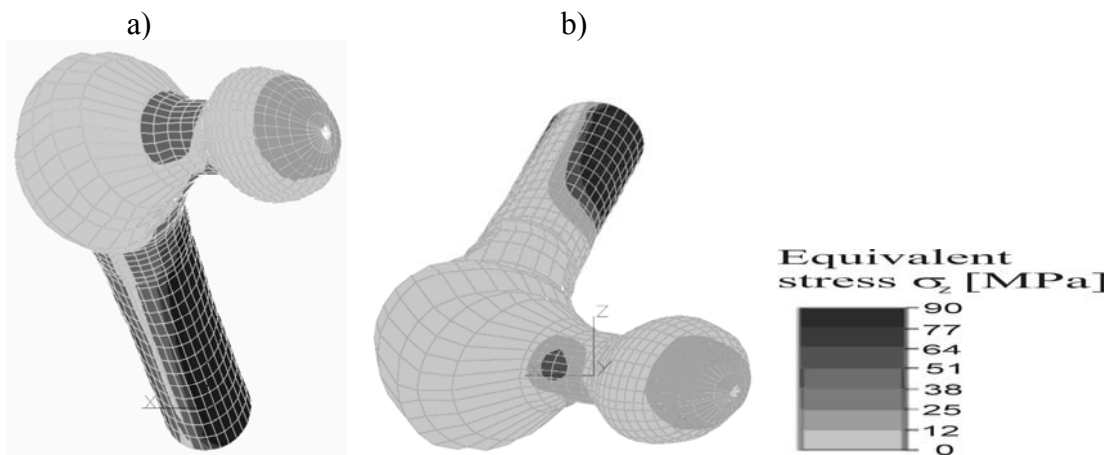 a)
b)
X
Z
X
Y
Equivalent
stress σz [MPa]
90
77
64
51
38
25
12
0